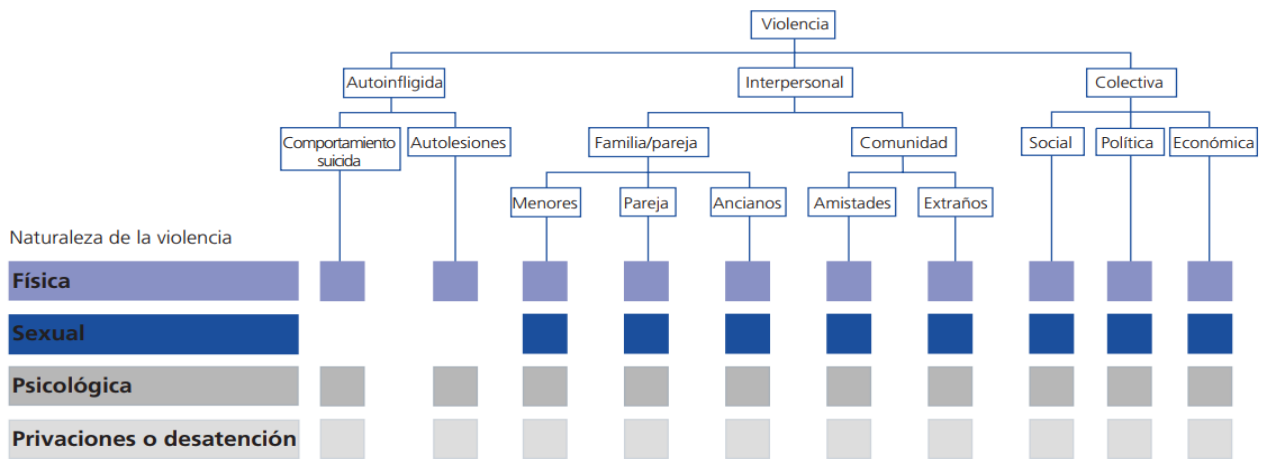 Violencia
Autoinfligida
Interpersonal
Colectiva
Comportamiento
suicida
Autolesiones
Familia/pareja
Comunidad
Social
Política
Económica
Menores
Pareja
Ancianos
Amistades
Extraños
Naturaleza de la violencia
Física
Sexual
Psicológica
Privaciones o desatención